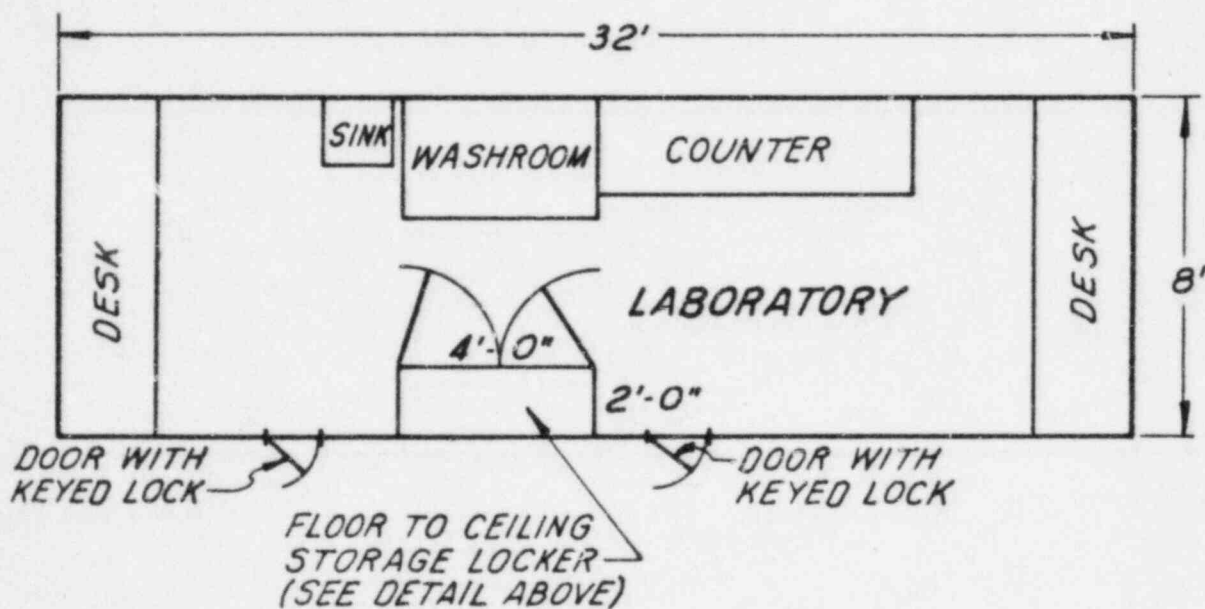 32'
SINK
WASHROOM
COUNTER
DESK
LABORATORY
DESK
8'
4'-0"
2'-0"
DOOR WITH
KEYED LOCK
DOOR WITH
KEYED LOCK
FLOOR TO CEILING
STORAGE LOCKER
(SEE DETAIL ABOVE)